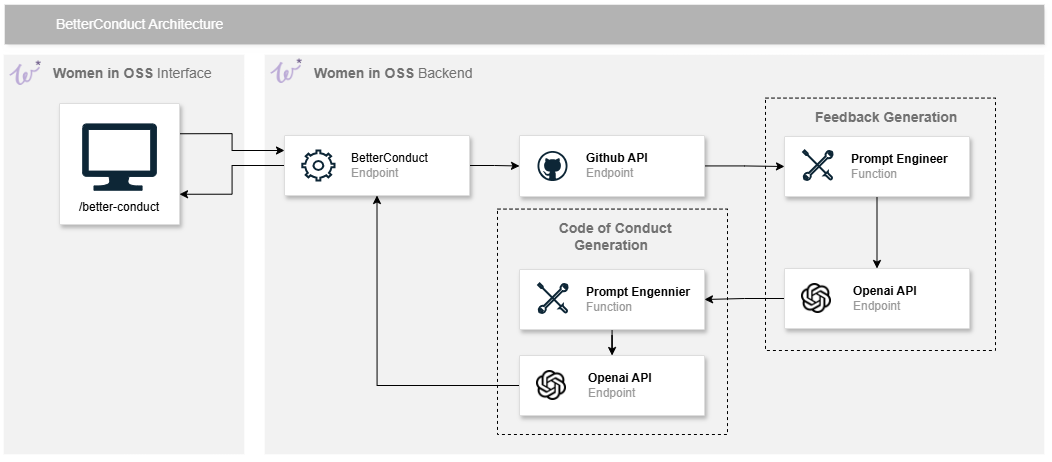 BetterConduct Architecture
Women in OSS Interface
Women in OSS Backend
/better-conduct
BetterConduct
Endpoint
Github API
Endpoint
Feedback Generation
Prompt Engineer
Function
Openai API
Endpoint
Code of Conduct
Generation
Prompt Engennier
Function
Openai API
Endpoint